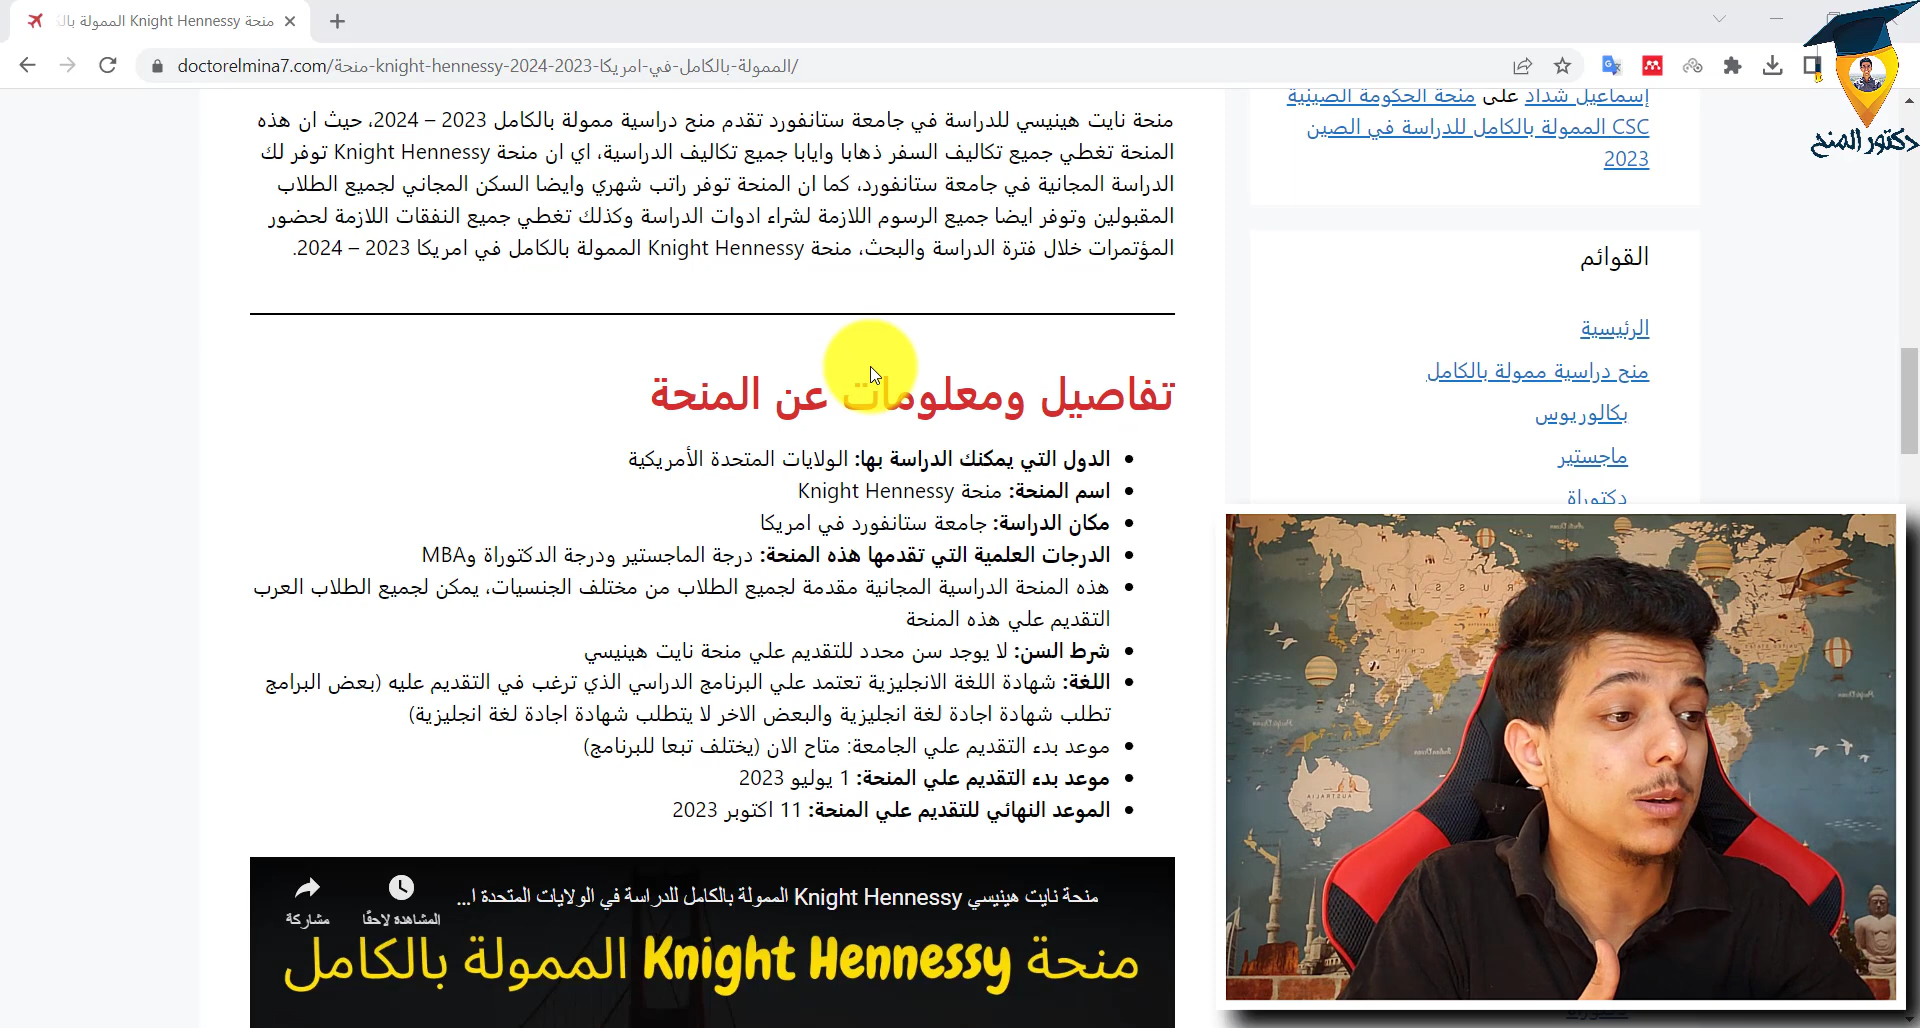 منحة Knight Hennessy الممولة بالك
doctorelmina7.com/منحة-knight-hennessy-2024-2023-الممولة-بالكامل-في-امريكا/
دكتور المنح
منحة نايت هينيسي للدراسة في جامعة ستانفورد تقدم منح دراسية ممولة بالكامل 2023 – 2024، حيث ان هذه
المنحة تغطي جميع تكاليف السفر ذهابا وايابا جميع تكاليف الدراسية، اي ان منحة Knight Hennessy توفر لك
الدراسة المجانية في جامعة ستانفورد، كما ان المنحة توفر راتب شهري وايضا السكن المجاني لجميع الطلاب
المقبولين وتوفر ايضا جميع الرسوم اللازمة لشراء ادوات الدراسة وكذلك تغطي جميع النفقات اللازمة لحضور
المؤتمرات خلال فترة الدراسة والبحث، منحة Knight Hennessy الممولة بالكامل في امريكا 2023 – 2024.
تفاصيل ومعلومات عن المنحة
الدول التي يمكنك الدراسة بها: الولايات المتحدة الأمريكية
اسم المنحة: منحة Knight Hennessy
مكان الدراسة: جامعة ستانفورد في امريكا
الدرجات العلمية التي تقدمها هذه المنحة: درجة الماجستير ودرجة الدكتوراة وMBA
هذه المنحة الدراسية المجانية مقدمة لجميع الطلاب من مختلف الجنسيات، يمكن لجميع الطلاب العرب
التقديم علي هذه المنحة
شرط السن: لا يوجد سن محدد للتقديم علي منحة نايت هينيسي
اللغة: شهادة اللغة الانجليزية تعتمد علي البرنامج الدراسي الذي ترغب في التقديم عليه (بعض البرامج
تطلب شهادة اجادة لغة انجليزية والبعض الاخر لا يتطلب شهادة اجادة لغة انجليزية)
موعد بدء التقديم علي الجامعة: متاح الان (يختلف تبعا للبرنامج)
موعد بدء التقديم علي المنحة: 1 يوليو 2023
الموعد النهائي للتقديم علي المنحة: 11 اكتوبر 2023
منحة نايت هينيسي Knight Hennessy الممولة بالكامل للدراسة في الولايات المتحدة ا...
المشاهدة لاحقًا
مشاركة
منحة Knight Hennessy الممولة بالكامل
إسماعيل شداد على منحة الحكومة الصينية
CSC الممولة بالكامل للدراسة في الصين
2023
القوائم
الرئيسية
منح دراسية ممولة بالكامل
بكالوريوس
ماجستير
دكتوراة